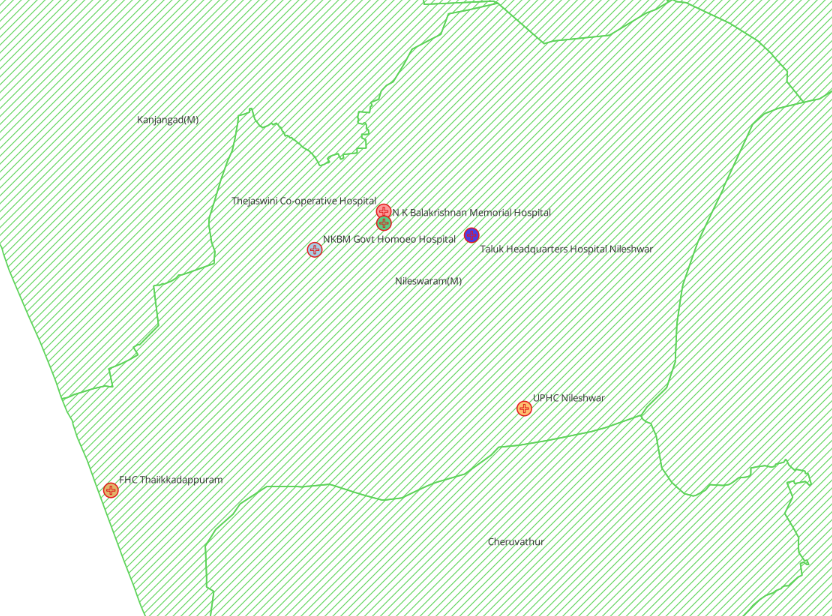 Kanjangad(M)
Thejaswini Co-operative Hospital
N K Balakrishnan Memorial Hospital
NKBM Govt Homoeo Hospital
Taluk Headquarters Hospital Nileshwar
Nileswaram(M)
UPHC Nileshwar
FHC Thaiikkadappuram
Cheruvathur